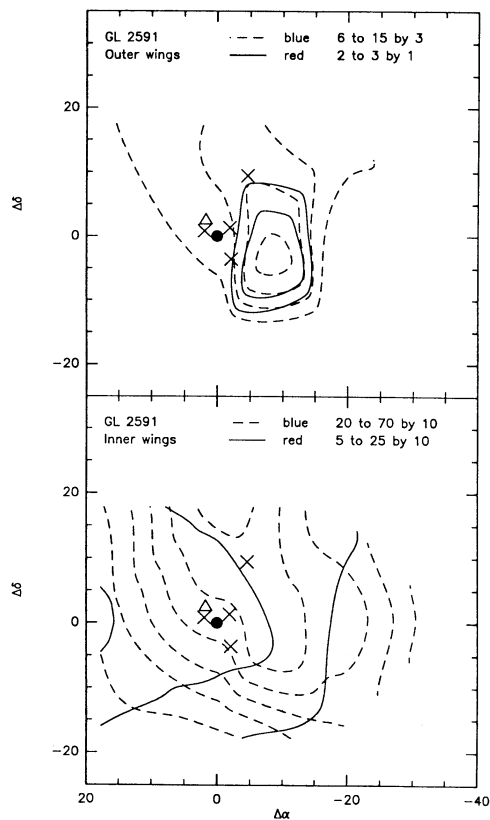 GL 2591 blue 6 to 15 by 3
Outer wings red 2 to 3 by 1
20
Δδ
0
−20
GL 2591 blue 20 to 70 by 10
Inner wings red 5 to 25 by 10
20
Δδ
0
−20
20 0 −20 −40
Δα